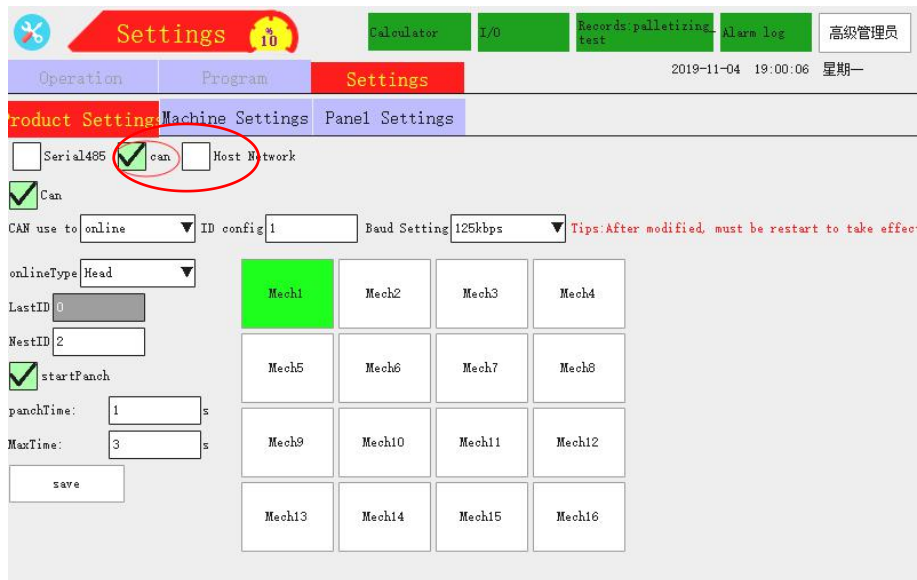 Settings % 10 Calculator I/O Records:palletizing_ Alarm log 高级管理员
test
Operation Program Settings 2019-11-04 19:00:06 星期一
Product Settings Machine Settings Panel Settings
Serial485 can Host Network
Can
CAN use to online ID config 1 Baud Setting 125kbps Tips:After modified, must be restart to take effec
onlineType Head
LastID 0
NestID 2
startPanch
panchTime: 1 s
MaxTime: 3 s
save
Mech1 Mech2 Mech3 Mech4
Mech5 Mech6 Mech7 Mech8
Mech9 Mech10 Mech11 Mech12
Mech13 Mech14 Mech15 Mech16